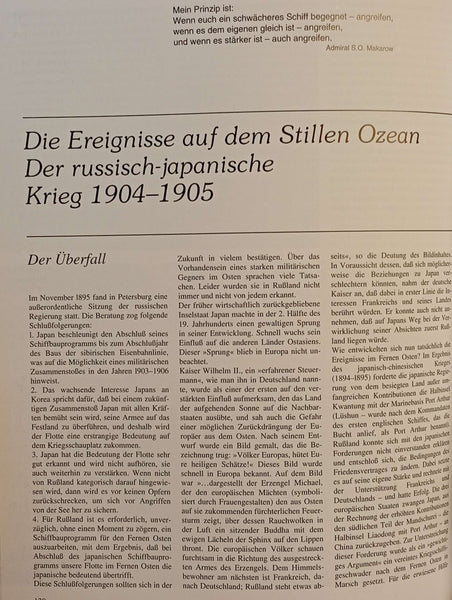 Mein Prinzip ist:
Wenn euch ein schwächeres Schiff begegnet – angreifen,
wenn es dem eigenen gleich ist – angreifen,
und wenn es stärker ist – auch angreifen.
Admiral S.O. Makarow
Die Ereignisse auf dem Stillen Ozean
Der russisch-japanische
Krieg 1904–1905
Der Überfall
Im November 1895 fand in Petersburg eine
außerordentliche Sitzung der russischen
Regierung statt. Die Beratung zog folgende
Schlußfolgerungen:
1. Japan beschleunigt den Abschluß seines
Schiffbauprogramms bis zum Abschlußjahr
des Baus der sibirischen Eisenbahnlinie,
was auf die Möglichkeit eines militärischen
Zusammenstoßes in den Jahren 1903–1906
hinweist.
2. Das wachsende Interesse Japans an
Korea spricht dafür, daß bei einem zukünf-
tigen Zusammenstoß Japan mit allen Kräf-
ten bemüht sein wird, seine Armee auf das
Festland zu überführen, und deshalb wird
der Flotte eine erstrangige Bedeutung auf
dem Kriegsschauplatz zukommen.
3. Japan hat die Bedeutung der Flotte sehr
gut erkannt und wird nicht aufhören, sie
auch weiterhin zu verstärken. Wenn nicht
von Rußland kategorisch darauf hingewie-
sen wird, dann wird es vor keinen Opfern
zurückschrecken, um sich vor Angriffen
von der See her zu sichern.
4. Für Rußland ist es erforderlich, unver-
züglich, ohne einen Moment zu zögern, ein
Schiffbauprogramm für den Fernen Osten
auszuarbeiten, mit dem Ergebnis, daß bei
Abschluß des japanischen Schiffbaupro-
gramms unsere Flotte im Fernen Osten die
japanische bedeutend übertrifft.
Diese Schlußfolgerungen sollten sich in der
Zukunft in vielem bestätigen. Über das
Vorhandensein eines starken militärischen
Gegners im Osten sprachen viele Tatsa-
chen. Leider wurden sie in Rußland nicht
immer und nicht von jedem erkannt.
Der früher wirtschaftlich zurückgebliebene
Inselstaat Japan machte in der 2. Hälfte des
19. Jahrhunderts einen gewaltigen Sprung
in seiner Entwicklung. Schnell wuchs sein
Einfluß auf die anderen Länder Ostasiens.
Dieser »Sprung« blieb in Europa nicht un-
beachtet.
Kaiser Wilhelm II., ein »erfahrener Steuer-
mann«, wie man ihn in Deutschland nann-
te, wurde als einer der ersten auf den ver-
stärkten Einfluß aufmerksam, den das Land
der aufgehenden Sonne auf die Nachbar-
staaten ausübte, und sah auch die Gefahr
einer möglichen Zurückdrängung der Eu-
ropäer aus dem Osten. Nach seinem Ent-
wurf wurde ein Bild gemalt, das die Be-
zeichnung trug: »Völker Europas, hütet Eu-
re heiligen Schätze!« Dieses Bild wurde
schnell in Europa bekannt. Auf dem Bild
war »...dargestellt der Erzengel Michael,
der den europäischen Mächten (symboli-
siert durch Frauengestalten) den aus Osten
auf sie zukommenden fürchterlichen Feuer-
sturm zeigt, über dessen Rauchwolken in
der Luft ein sitzender Buddha mit dem
ewigen Lächeln der Sphinx auf den Lippen
thront. Die europäischen Völker schauen
furchtsam in die Richtung des ausgestreck-
ten Armes des Erzengels. Dem Himmels-
bewohner am nächsten ist Frankreich, da-
nach Deutschland; Rußland steht etwas ab-
seits«, so die Deutung des Bildinhaltes.
In Voraussicht dessen, daß sich möglicher-
weise die Beziehungen zu Japan ver-
schlechtern könnten, nahm der deutsche
Kaiser an, daß dabei in erster Linie die In-
teressen Frankreichs und seines Landes
berührt würden. Er konnte auch nicht an-
nehmen, daß auf Japans Weg bei der Ver-
wirklichung seiner Absichten zuerst Ruß-
land liegen würde.
Wie entwickelten sich nun tatsächlich die
Ereignisse im Fernen Osten? Im Ergebnis
des japanisch-chinesischen Krieges
(1894–1895) forderte die japanische Regie-
rung von dem besiegten Land außer um-
fangreichen Kontributionen die Halbinsel
Kwantung mit der Marinebasis Port Arthur
(Lüshun – wurde nach dem Kommandanten
des ersten englischen Schiffes, das die
Bucht anlief, als Port Arthur benannt).
Rußland konnte sich mit den japanischen
Forderungen nicht einverstanden erklären
und entschloß sich, die Bedingungen des
Friedensvertrages zu ändern. Dabei setzte
es auf seine eigene Stärke und rechnete mit
der Unterstützung Frankreichs und
Deutschlands – und hatte Erfolg. Die drei
europäischen Staaten zwangen Japan, auf
der Rechnung der erhöhten Kontributionen
den südlichen Teil der Mandschurei – die
Halbinsel Liaodong mit Port Arthur – an
China zurückzugeben. Zur Unterstreichung
dieser Forderung wurde als ein »gewichti-
ges Argument« ein vereintes Kriegsschiffs-
geschwader nach dem Fernen Osten in
Marsch gesetzt. Für die erwiesene Hilfe